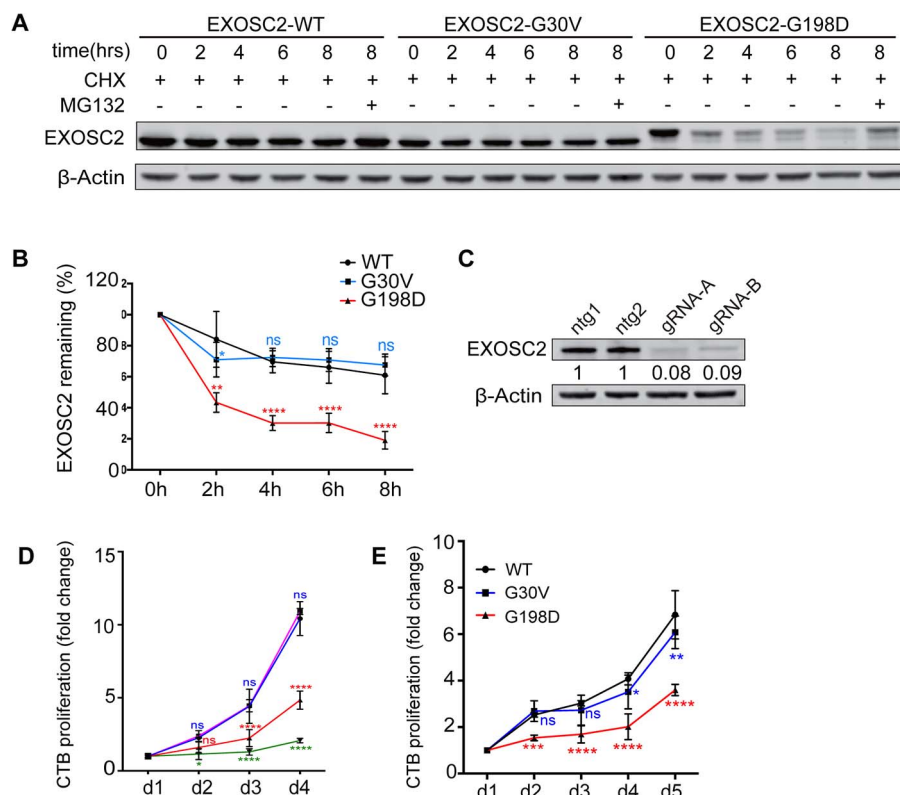 A
EXOSC2-WT EXOSC2-G30V EXOSC2-G198D
time(hrs) 0 2 4 6 8 8 0 2 4 6 8 8 0 2 4 6 8 8
CHX + + + + + + + + + + + + + + + + + +
MG132 - - - - - + - - - - - + - - - - - +
EXOSC2
β-Actin
B
EXOSC2 remaining (%)
120
80
40
0
WT
G30V
G198D
* ns ns ns
** **** **** ****
0h 2h 4h 6h 8h
C
ntg1 ntg2 gRNA-A gRNA-B
EXOSC2
1 1 0.08 0.09
β-Actin
D
CTB proliferation (fold change)
15
10
5
0
ns ns ns
ns **** ****
* **** ****
d1 d2 d3 d4
E
CTB proliferation (fold change)
10
8
6
4
2
0
WT
G30V
G198D
ns ns * **
*** **** **** ****
d1 d2 d3 d4 d5